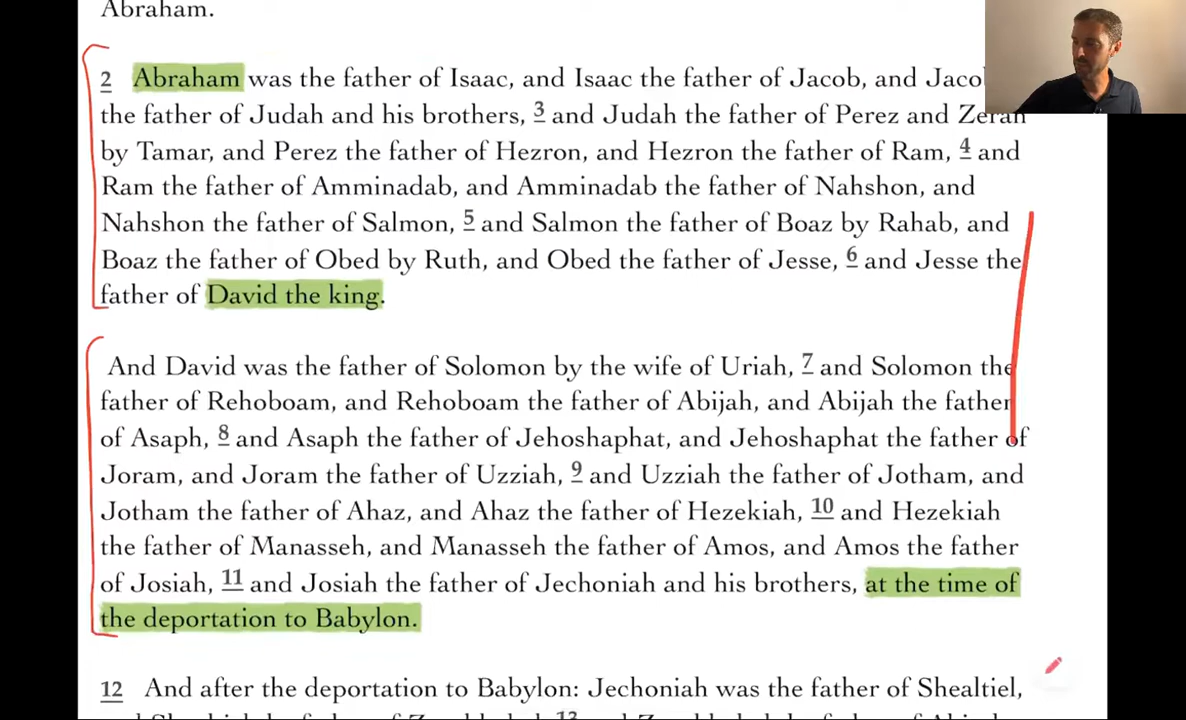 Abraham.
2 Abraham was the father of Isaac, and Isaac the father of Jacob, and Jaco
the father of Judah and his brothers, 3 and Judah the father of Perez and Zerah
by Tamar, and Perez the father of Hezron, and Hezron the father of Ram, 4 and
Ram the father of Amminadab, and Amminadab the father of Nahshon, and
Nahshon the father of Salmon, 5 and Salmon the father of Boaz by Rahab, and
Boaz the father of Obed by Ruth, and Obed the father of Jesse, 6 and Jesse the
father of David the king.
And David was the father of Solomon by the wife of Uriah, 7 and Solomon the
father of Rehoboam, and Rehoboam the father of Abijah, and Abijah the father
of Asaph, 8 and Asaph the father of Jehoshaphat, and Jehoshaphat the father of
Joram, and Joram the father of Uzziah, 9 and Uzziah the father of Jotham, and
Jotham the father of Ahaz, and Ahaz the father of Hezekiah, 10 and Hezekiah
the father of Manasseh, and Manasseh the father of Amos, and Amos the father
of Josiah, 11 and Josiah the father of Jechoniah and his brothers, at the time of
the deportation to Babylon.
12 And after the deportation to Babylon: Jechoniah was the father of Shealtiel,